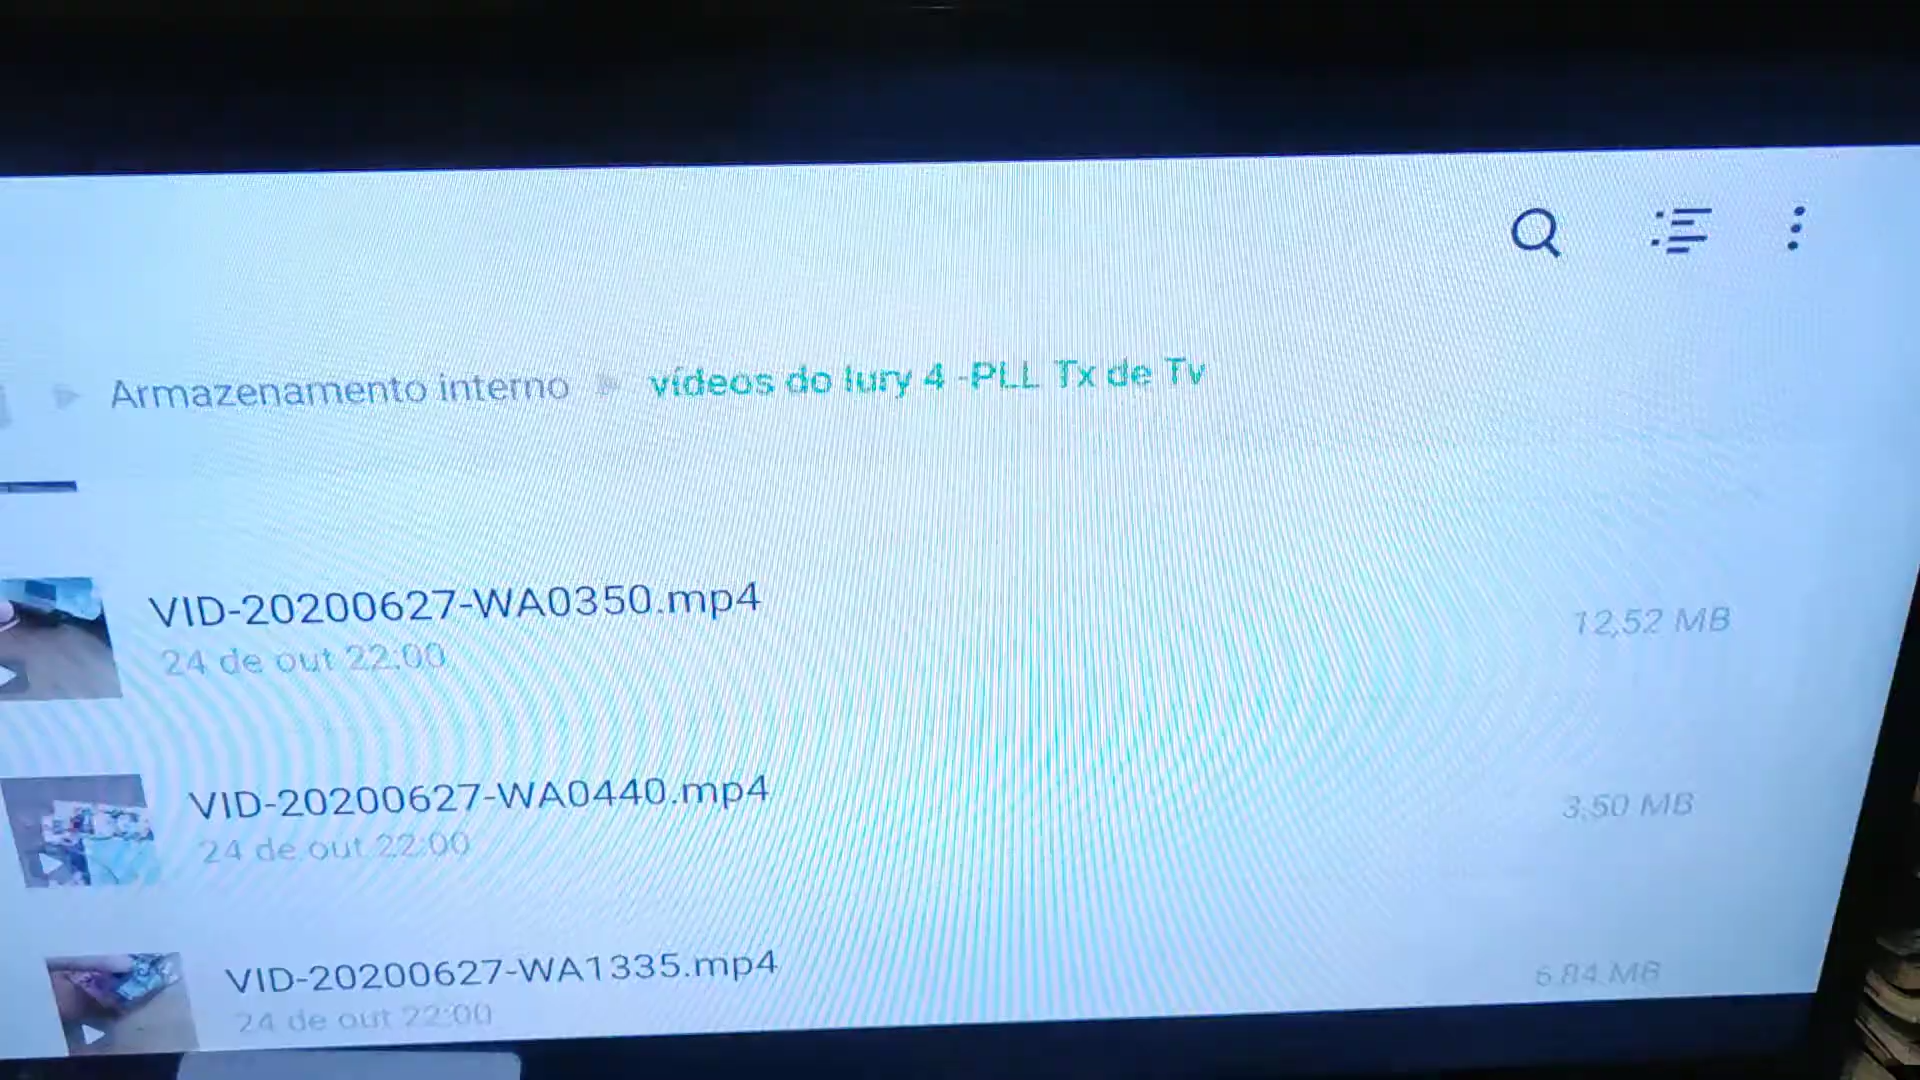 Armazenamento interno vídeos do Iury 4 -PLL Tx de Tv
VID-20200627-WA0350.mp4
24 de out 22:00
12,52 MB
VID-20200627-WA0440.mp4
24 de out 22:00
3,50 MB
VID-20200627-WA1335.mp4
24 de out 22:00
6,84 MB